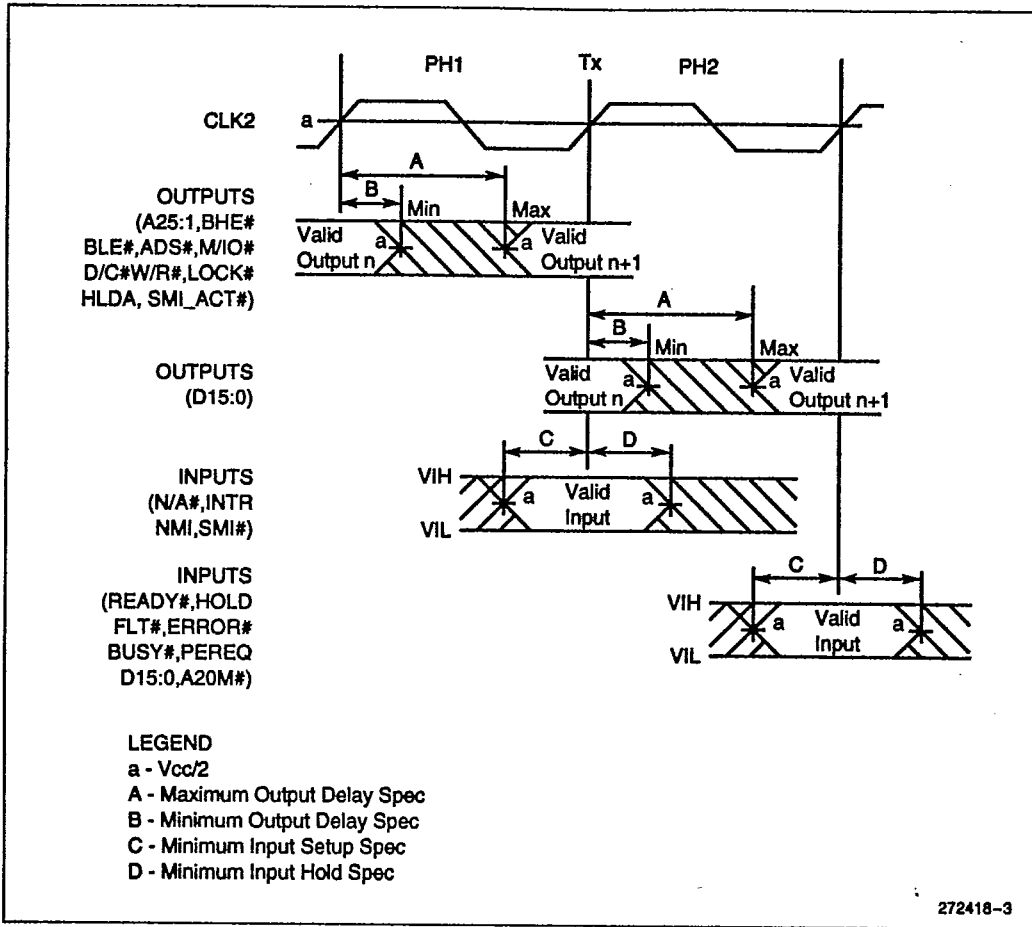 PH1 Tx PH2
CLK2 a
A
B
OUTPUTS
(A25:1,BHE#
BLE#,ADS#,M/IO#
D/C#W/R#,LOCK#
HLDA, SMI_ACT#)
Min Max
Valid
Output n
a a
Valid
Output n+1
A
B
Min Max
OUTPUTS
(D15:0)
Valid
Output n
a a
Valid
Output n+1
C D
INPUTS
(N/A#,INTR
NMI,SMI#)
VIH
VIL
a
Valid
Input
a
C D
INPUTS
(READY#,HOLD
FLT#,ERROR#
BUSY#,PEREQ
D15:0,A20M#)
VIH
VIL
a
Valid
Input
a
LEGEND
a - Vcc/2
A - Maximum Output Delay Spec
B - Minimum Output Delay Spec
C - Minimum Input Setup Spec
D - Minimum Input Hold Spec
272418-3